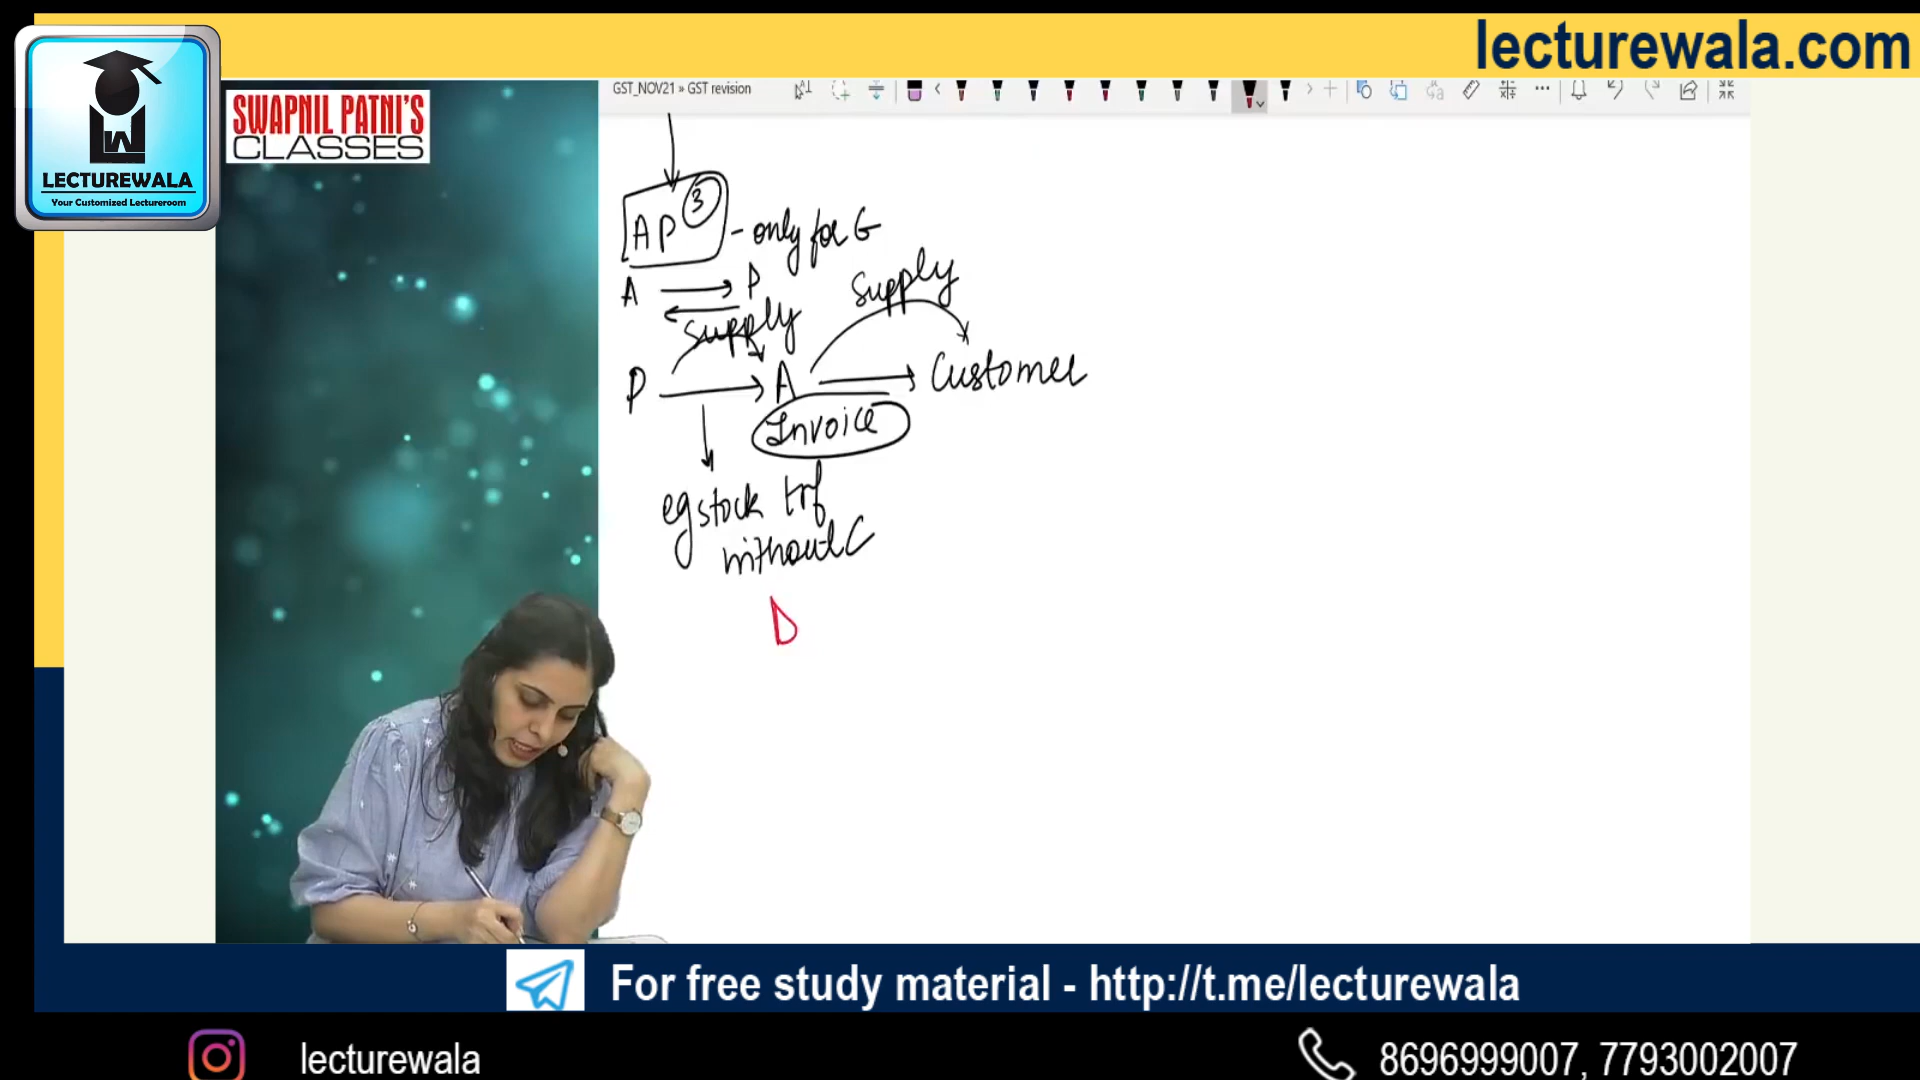 lecturewala.com
LW
LECTUREWALA
Your Customized Lectureroom
SWAPNIL PATNI'S
CLASSES
GST_NOV21 » GST revision
AP 3 - only for G
A P
Supply
Supply
P A Customer
Invoice
eg stock trf
without C
D
For free study material - http://t.me/lecturewala
lecturewala
8696999007, 7793002007